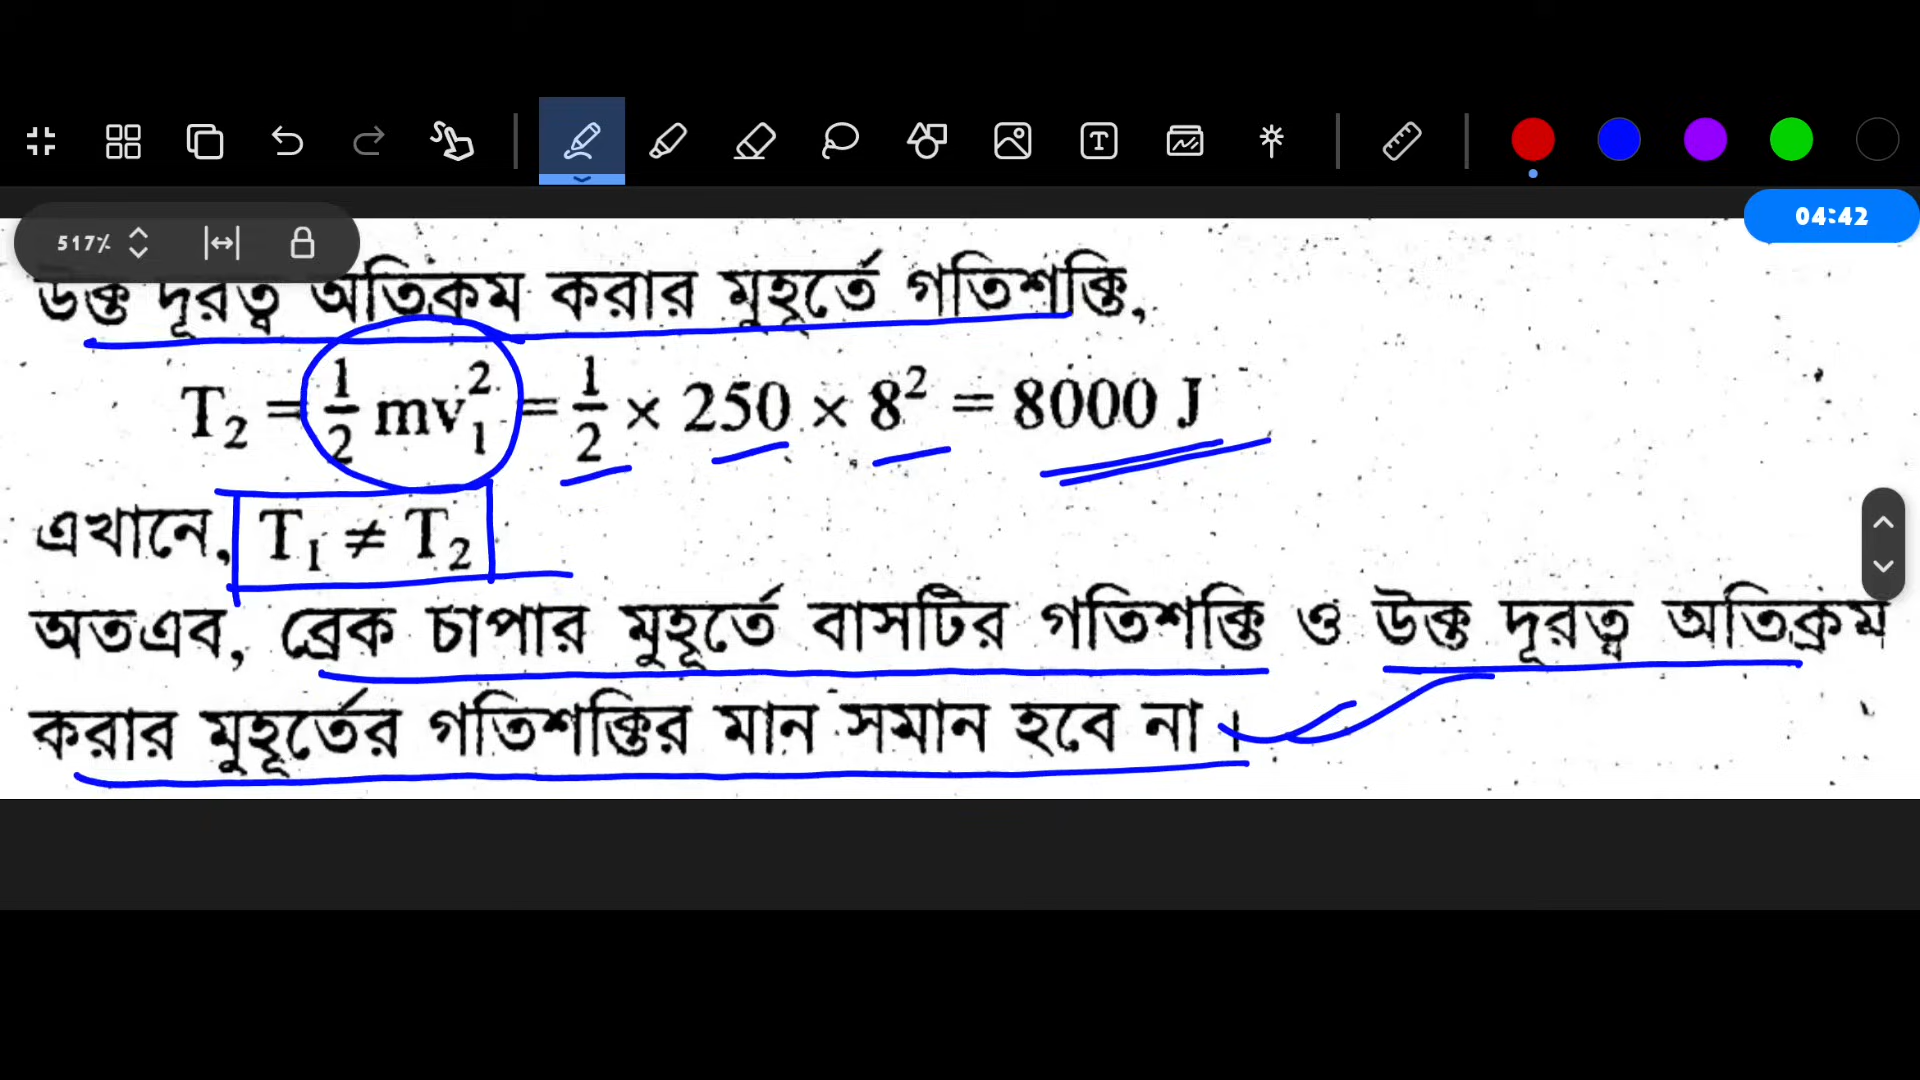 04:42
517%
উক্ত দূরত্ব অতিক্রম করার মুহূর্তে গতিশক্তি,
T₂ = 1/2 mv₁² = 1/2 × 250 × 8² = 8000 J
এখানে, T₁ ≠ T₂
অতএব, ব্রেক চাপার মুহূর্তে বাসটির গতিশক্তি ও উক্ত দূরত্ব অতিক্রম
করার মুহূর্তের গতিশক্তির মান সমান হবে না।